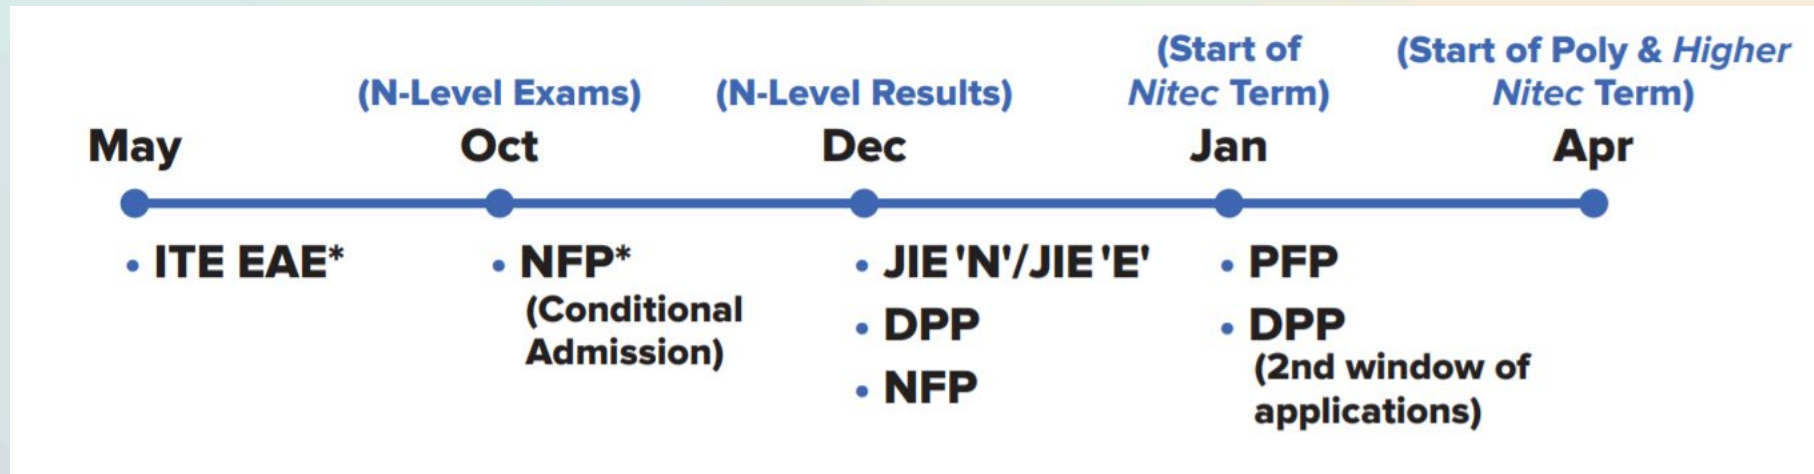 (N-Level Exams)
(N-Level Results)
(Start of
Nitec Term)
(Start of Poly & Higher
Nitec Term)
May
Oct
Dec
Jan
Apr
• ITE EAE*
• NFP*
(Conditional
Admission)
• JIE 'N'/JIE 'E'
• DPP
• NFP
• PFP
• DPP
(2nd window of
applications)